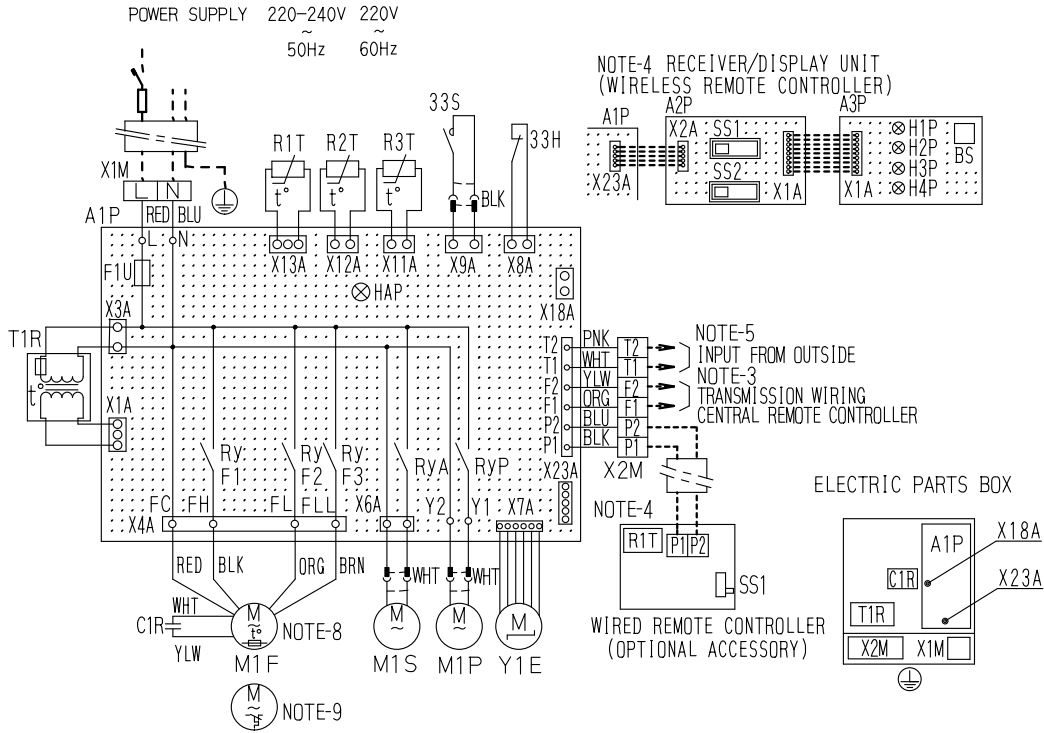 POWER SUPPLY 220-240V 220V
~ ~
50Hz 60Hz
NOTE-4 RECEIVER/DISPLAY UNIT
(WIRELESS REMOTE CONTROLLER)
A1P A2P A3P
X2A SS1 H1P
H2P
SS2 H3P
X23A X1A X1A H4P BS
33S
R1T R2T R3T 33H
t° t° t°
BLK
X1M L N
A1P RED BLU
L N
F1U
X13A X12A X11A X9A X8A
HAP
X18A
X3A
T1R
t°
X1A
T2 PNK T2 NOTE-5
T1 WHT T1 INPUT FROM OUTSIDE
F2 YLW F2 NOTE-3
F1 ORG F1 TRANSMISSION WIRING
P2 BLU P2 CENTRAL REMOTE CONTROLLER
P1 BLK P1
X2M
Ry Ry Ry RyA RyP
F1 F2 F3
X23A
FC FH FL FLL X6A Y2 Y1 X7A
X4A
RED BLK ORG BRN WHT WHT
WHT
C1R
YLW
M ~ t° NOTE-8
M ~ M ~ M
M1F M1S M1P Y1E
M ~ NOTE-9
NOTE-4
R1T P1 P2
SS1
WIRED REMOTE CONTROLLER
(OPTIONAL ACCESSORY)
ELECTRIC PARTS BOX
A1P X18A
C1R X23A
T1R
X2M X1M